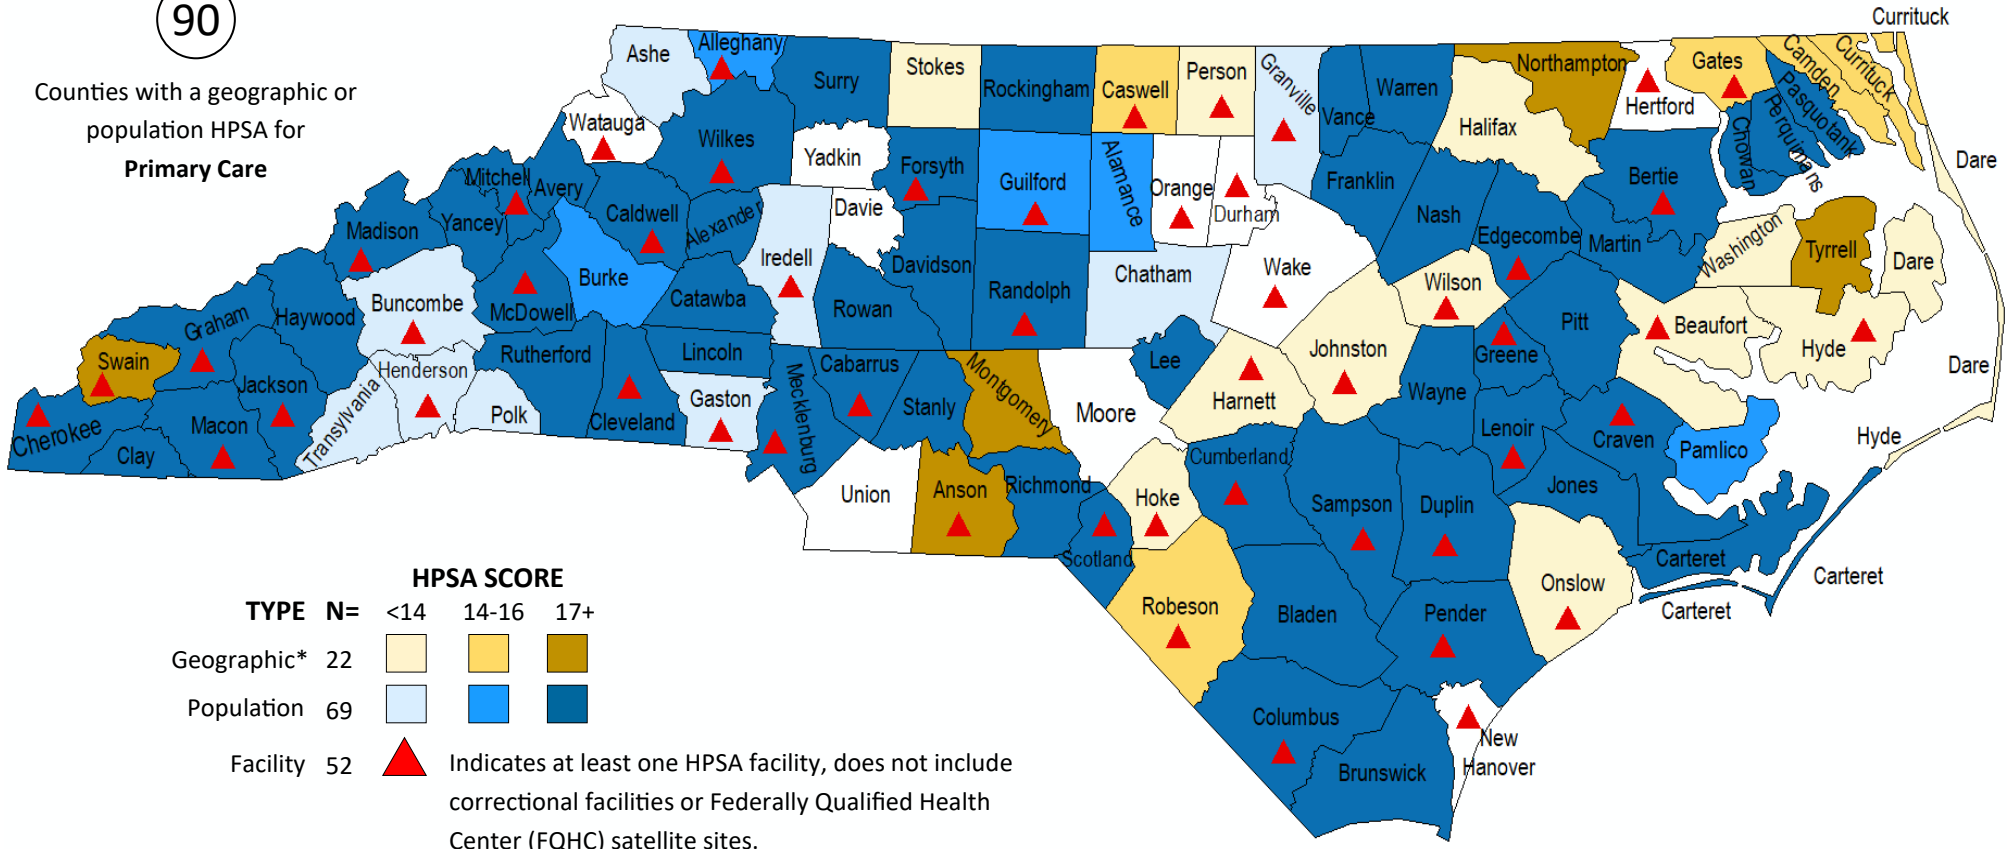 90
Counties with a geographic or
population HPSA for
Primary Care
Currituck
Ashe
Alleghany
Surry
Stokes
Rockingham
Caswell
Person
Granville
Vance
Warren
Northampton
Hertford
Gates
Camden
Currituck
Pasquotank
Perquimans
Chowan
Halifax
Watauga
Wilkes
Yadkin
Forsyth
Guilford
Alamance
Orange
Durham
Franklin
Nash
Bertie
Dare
Mitchell
Avery
Yancey
Madison
Caldwell
Alexander
Iredell
Davie
Davidson
Randolph
Chatham
Wake
Edgecombe
Martin
Washington
Tyrrell
Dare
Wilson
Pitt
Beaufort
Hyde
Dare
Buncombe
McDowell
Burke
Catawba
Rowan
Haywood
Graham
Swain
Jackson
Henderson
Rutherford
Lincoln
Cabarrus
Stanly
Montgomery
Moore
Lee
Harnett
Johnston
Wayne
Greene
Lenoir
Craven
Pamlico
Hyde
Cherokee
Clay
Macon
Transylvania
Polk
Cleveland
Gaston
Mecklenburg
Union
Anson
Richmond
Scotland
Hoke
Cumberland
Sampson
Duplin
Jones
Carteret
Carteret
Carteret
Onslow
Robeson
Bladen
Pender
Columbus
Brunswick
New
Hanover
HPSA SCORE
TYPE N= <14 14-16 17+
Geographic* 22
Population 69
Facility 52 Indicates at least one HPSA facility, does not include
correctional facilities or Federally Qualified Health
Center (FQHC) satellite sites.